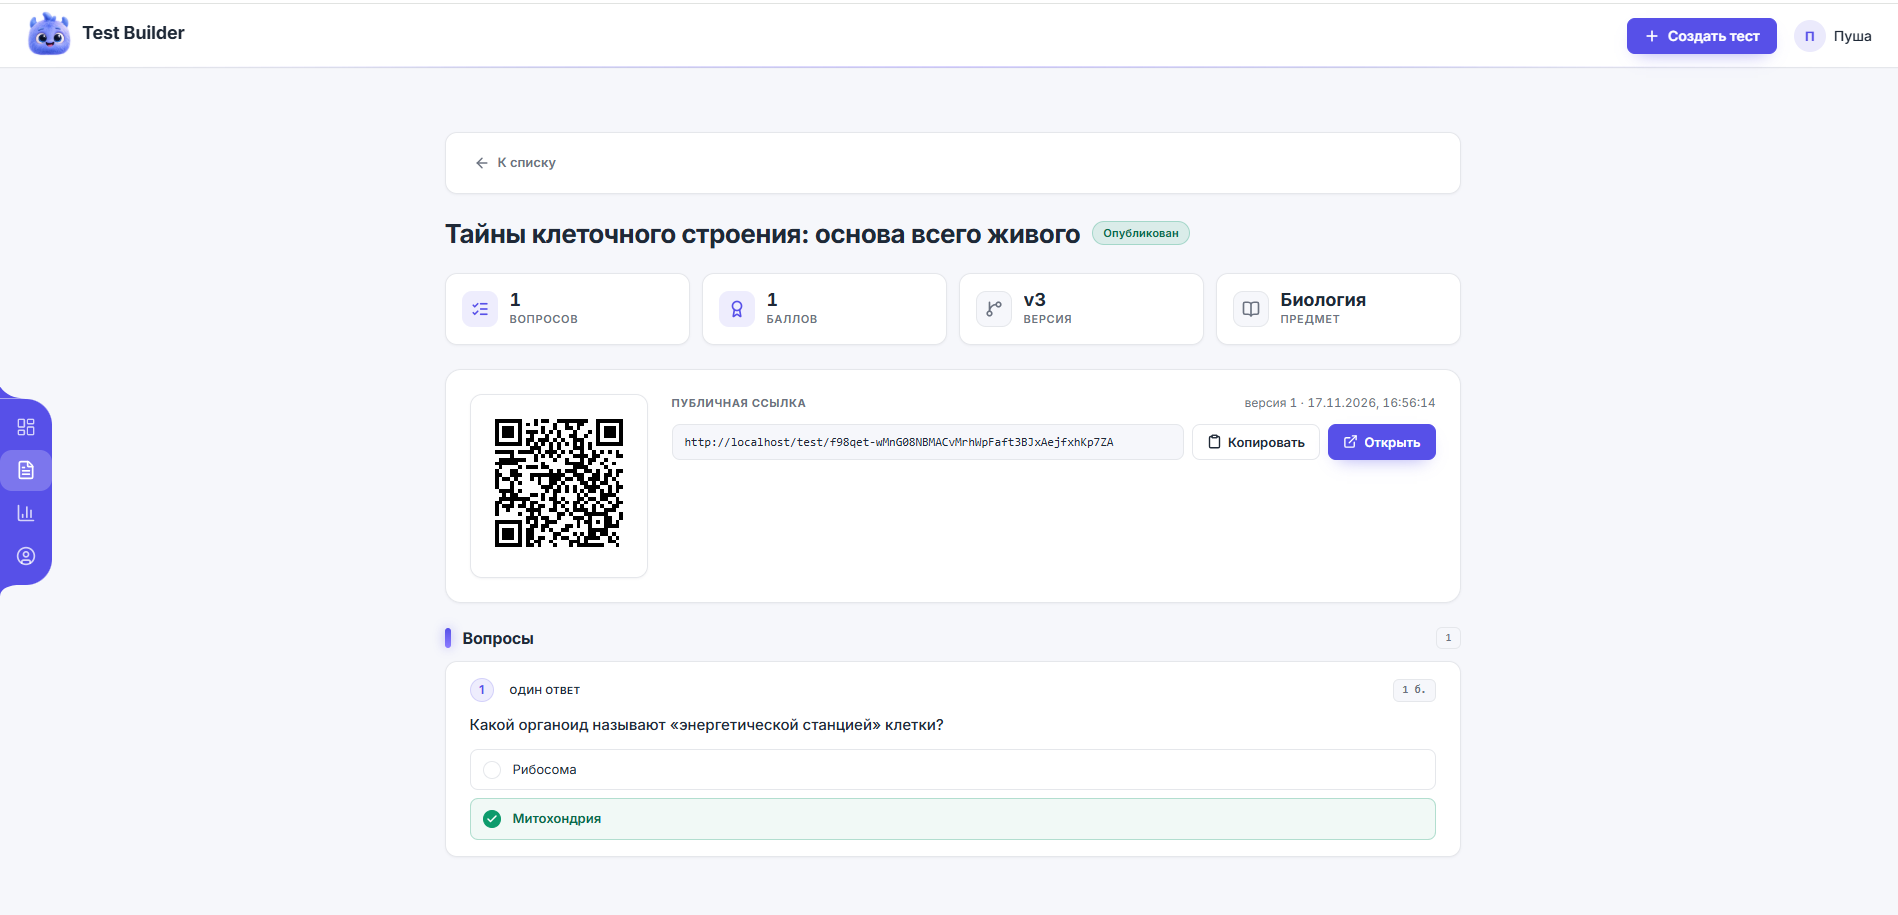 Test Builder
Создать тест
П
Пуша
К списку
Тайны клеточного строения: основа всего живого
Опубликован
1
ВОПРОСОВ
1
БАЛЛОВ
v3
ВЕРСИЯ
Биология
ПРЕДМЕТ
ПУБЛИЧНАЯ ССЫЛКА
версия 1 · 17.11.2026, 16:56:14
http://localhost/test/f98qet-wMnG08NBMACvMrhWpFaft3BJxAejfxhKp7ZA
Копировать
Открыть
Вопросы
1
1
ОДИН ОТВЕТ
1 б.
Какой органоид называют «энергетической станцией» клетки?
Рибосома
Митохондрия